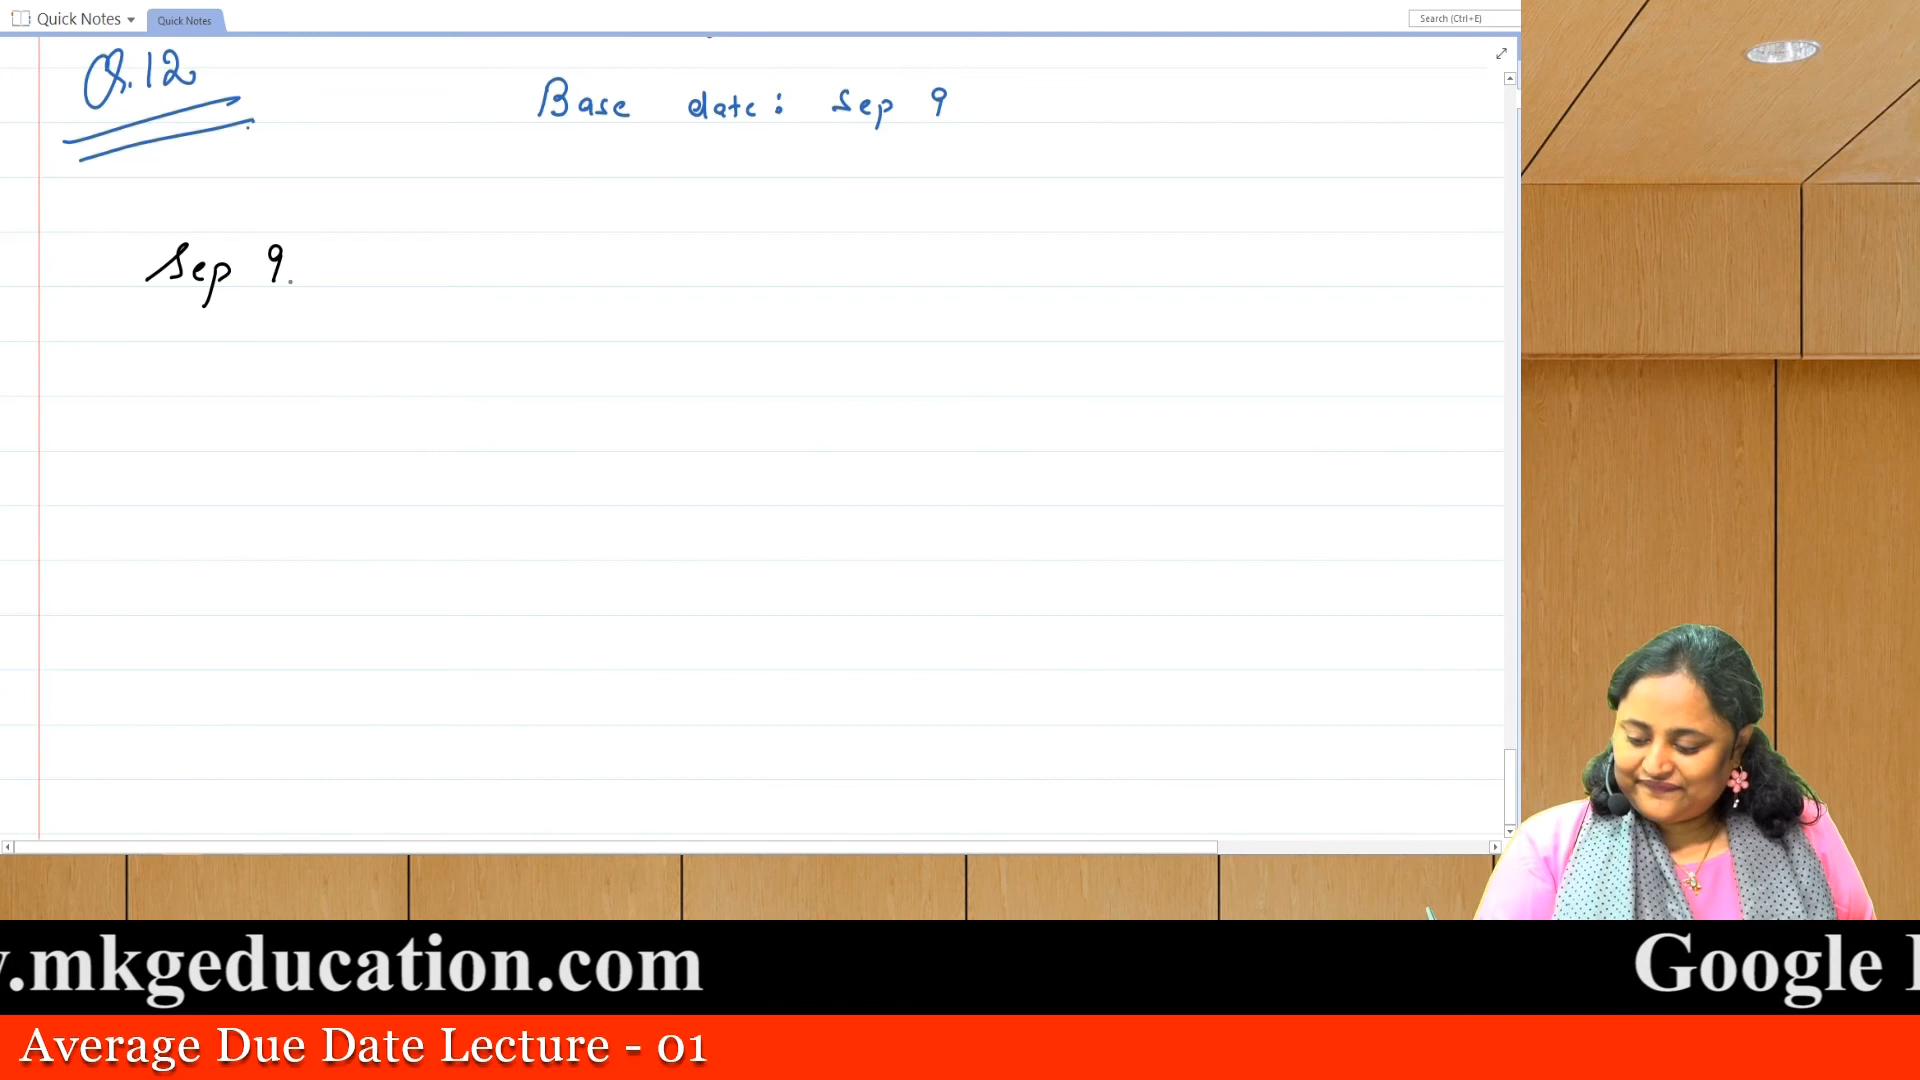 Quick Notes
Quick Notes
Search (Ctrl+E)
Q.12
Base date: Sep 9
Sep 9
.mkgeducation.com
Google
Average Due Date Lecture - 01